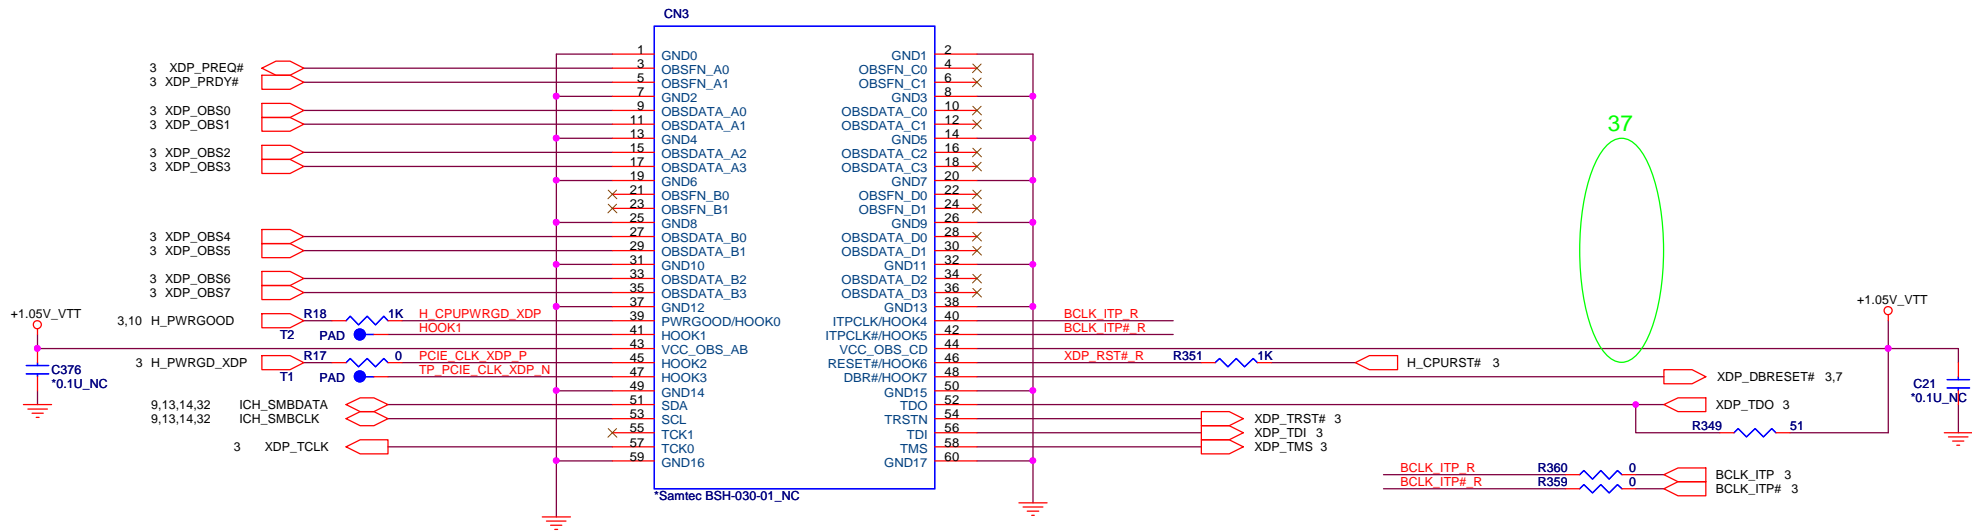 CN3
1 GND0 GND1 2
3 XDP_PREQ# 3 OBSFN_A0 OBSFN_C0 4
3 XDP_PRDY# 5 OBSFN_A1 OBSFN_C1 6
7 GND2 GND3 8
3 XDP_OBS0 9 OBSDATA_A0 OBSDATA_C0 10
3 XDP_OBS1 11 OBSDATA_A1 OBSDATA_C1 12
37
13 GND4 GND5 14
3 XDP_OBS2 15 OBSDATA_A2 OBSDATA_C2 16
3 XDP_OBS3 17 OBSDATA_A3 OBSDATA_C3 18
19 GND6 GND7 20
21 OBSFN_B0 OBSFN_D0 22
23 OBSFN_B1 OBSFN_D1 24
25 GND8 GND9 26
3 XDP_OBS4 27 OBSDATA_B0 OBSDATA_D0 28
3 XDP_OBS5 29 OBSDATA_B1 OBSDATA_D1 30
31 GND10 GND11 32
3 XDP_OBS6 33 OBSDATA_B2 OBSDATA_D2 34
3 XDP_OBS7 35 OBSDATA_B3 OBSDATA_D3 36
37 GND12 GND13 38
+1.05V_VTT
+1.05V_VTT
3,10 H_PWRGOOD R18 1K H_CPUPWRGD_XDP 39 PWRGOOD/HOOK0 ITPCLK/HOOK4 40 BCLK_ITP_R
T2 PAD HOOK1 41 HOOK1 ITPCLK#/HOOK5 42 BCLK_ITP#_R
43 VCC_OBS_AB VCC_OBS_CD 44
3 H_PWRGD_XDP R17 0 PCIE_CLK_XDP_P 45 HOOK2 RESET#/HOOK6 46 XDP_RST#_R R351 1K H_CPURST# 3
T1 PAD TP_PCIE_CLK_XDP_N 47 HOOK3 DBR#/HOOK7 48 XDP_DBRESET# 3,7
C376
*0.1U_NC
C21
*0.1U_NC
49 GND14 GND15 50
9,13,14,32 ICH_SMBDATA 51 SDA TDO 52 XDP_TDO 3
9,13,14,32 ICH_SMBCLK 53 SCL TRSTN 54 XDP_TRST# 3
R349 51
55 TCK1 TDI 56 XDP_TDI 3
3 XDP_TCLK 57 TCK0 TMS 58 XDP_TMS 3
59 GND16 GND17 60
BCLK_ITP_R R360 0 BCLK_ITP 3
BCLK_ITP#_R R359 0 BCLK_ITP# 3
*Samtec BSH-030-01_NC